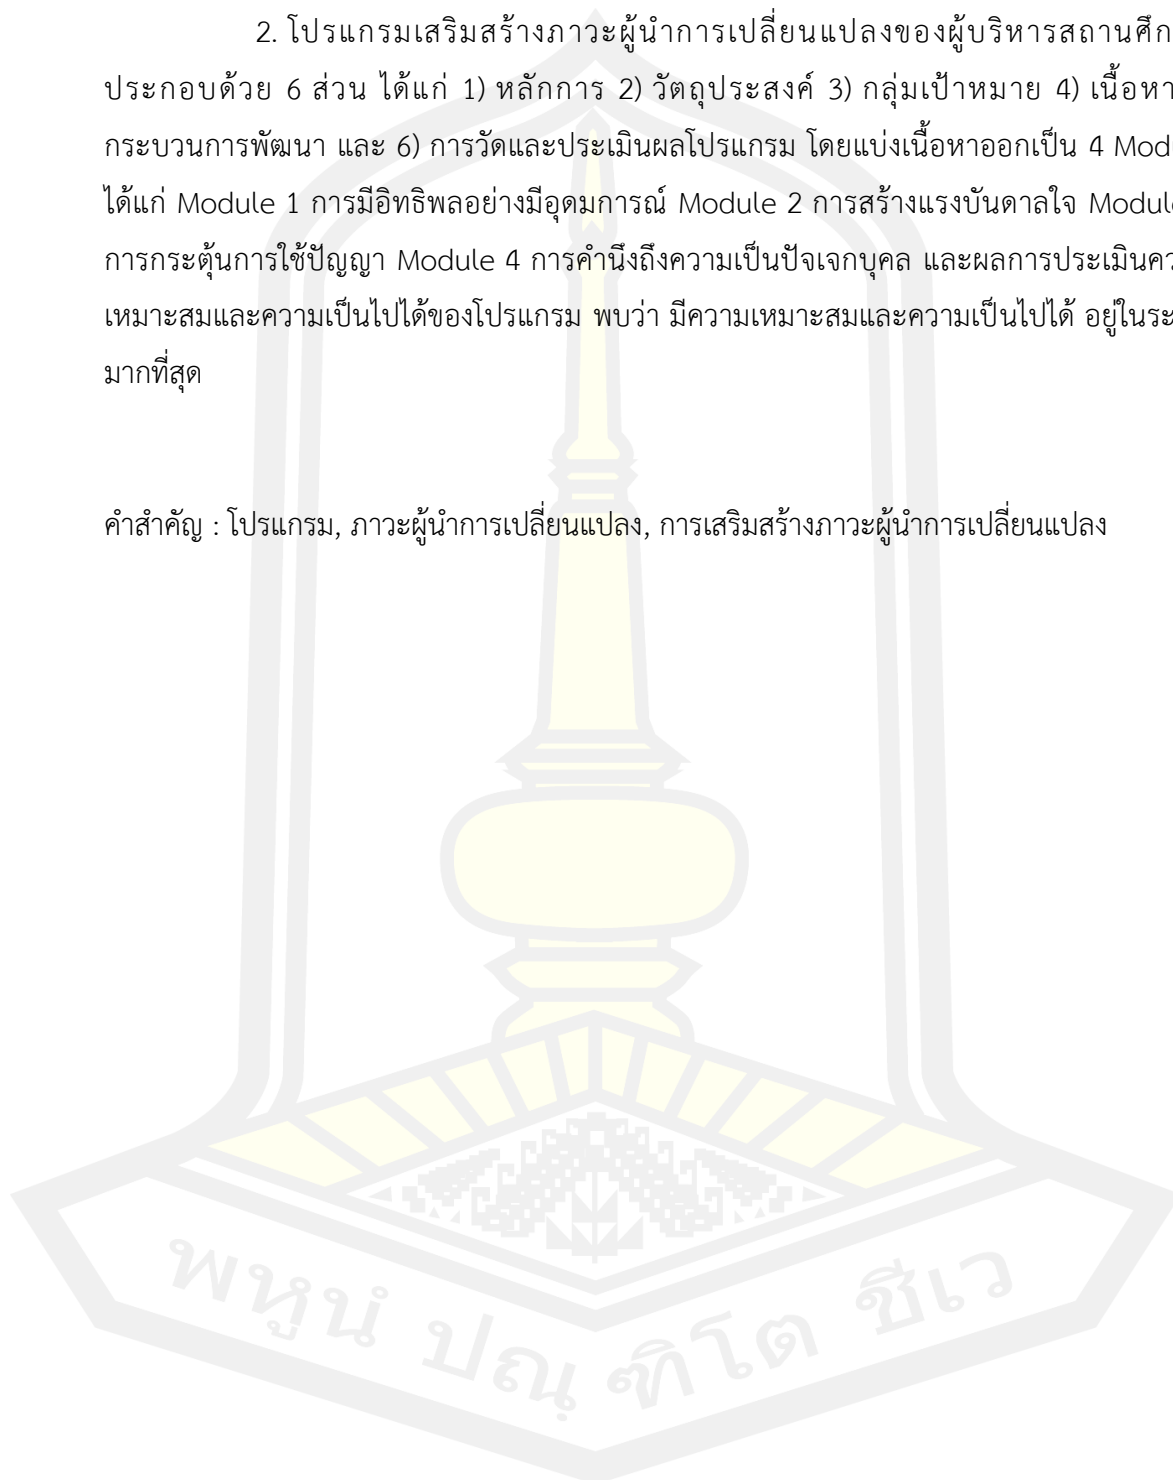 2. โปรแกรมเสริมสร้างภาวะผู้นำการเปลี่ยนแปลงของผู้บริหารสถานศึก
ประกอบด้วย 6 ส่วน ได้แก่ 1) หลักการ 2) วัตถุประสงค์ 3) กลุ่มเป้าหมาย 4) เนื้อหา
กระบวนการพัฒนา และ 6) การวัดและประเมินผลโปรแกรม โดยแบ่งเนื้อหาออกเป็น 4 Mod
ได้แก่ Module 1 การมีอิทธิพลอย่างมีอุดมการณ์ Module 2 การสร้างแรงบันดาลใจ Modul
การกระตุ้นการใช้ปัญญา Module 4 การคำนึงถึงความเป็นปัจเจกบุคล และผลการประเมินคว
เหมาะสมและความเป็นไปได้ของโปรแกรม พบว่า มีความเหมาะสมและความเป็นไปได้ อยู่ในระ
มากที่สุด
คำสำคัญ : โปรแกรม, ภาวะผู้นำการเปลี่ยนแปลง, การเสริมสร้างภาวะผู้นำการเปลี่ยนแปลง
พหูนํ ปณฺฑิโต ชีเว